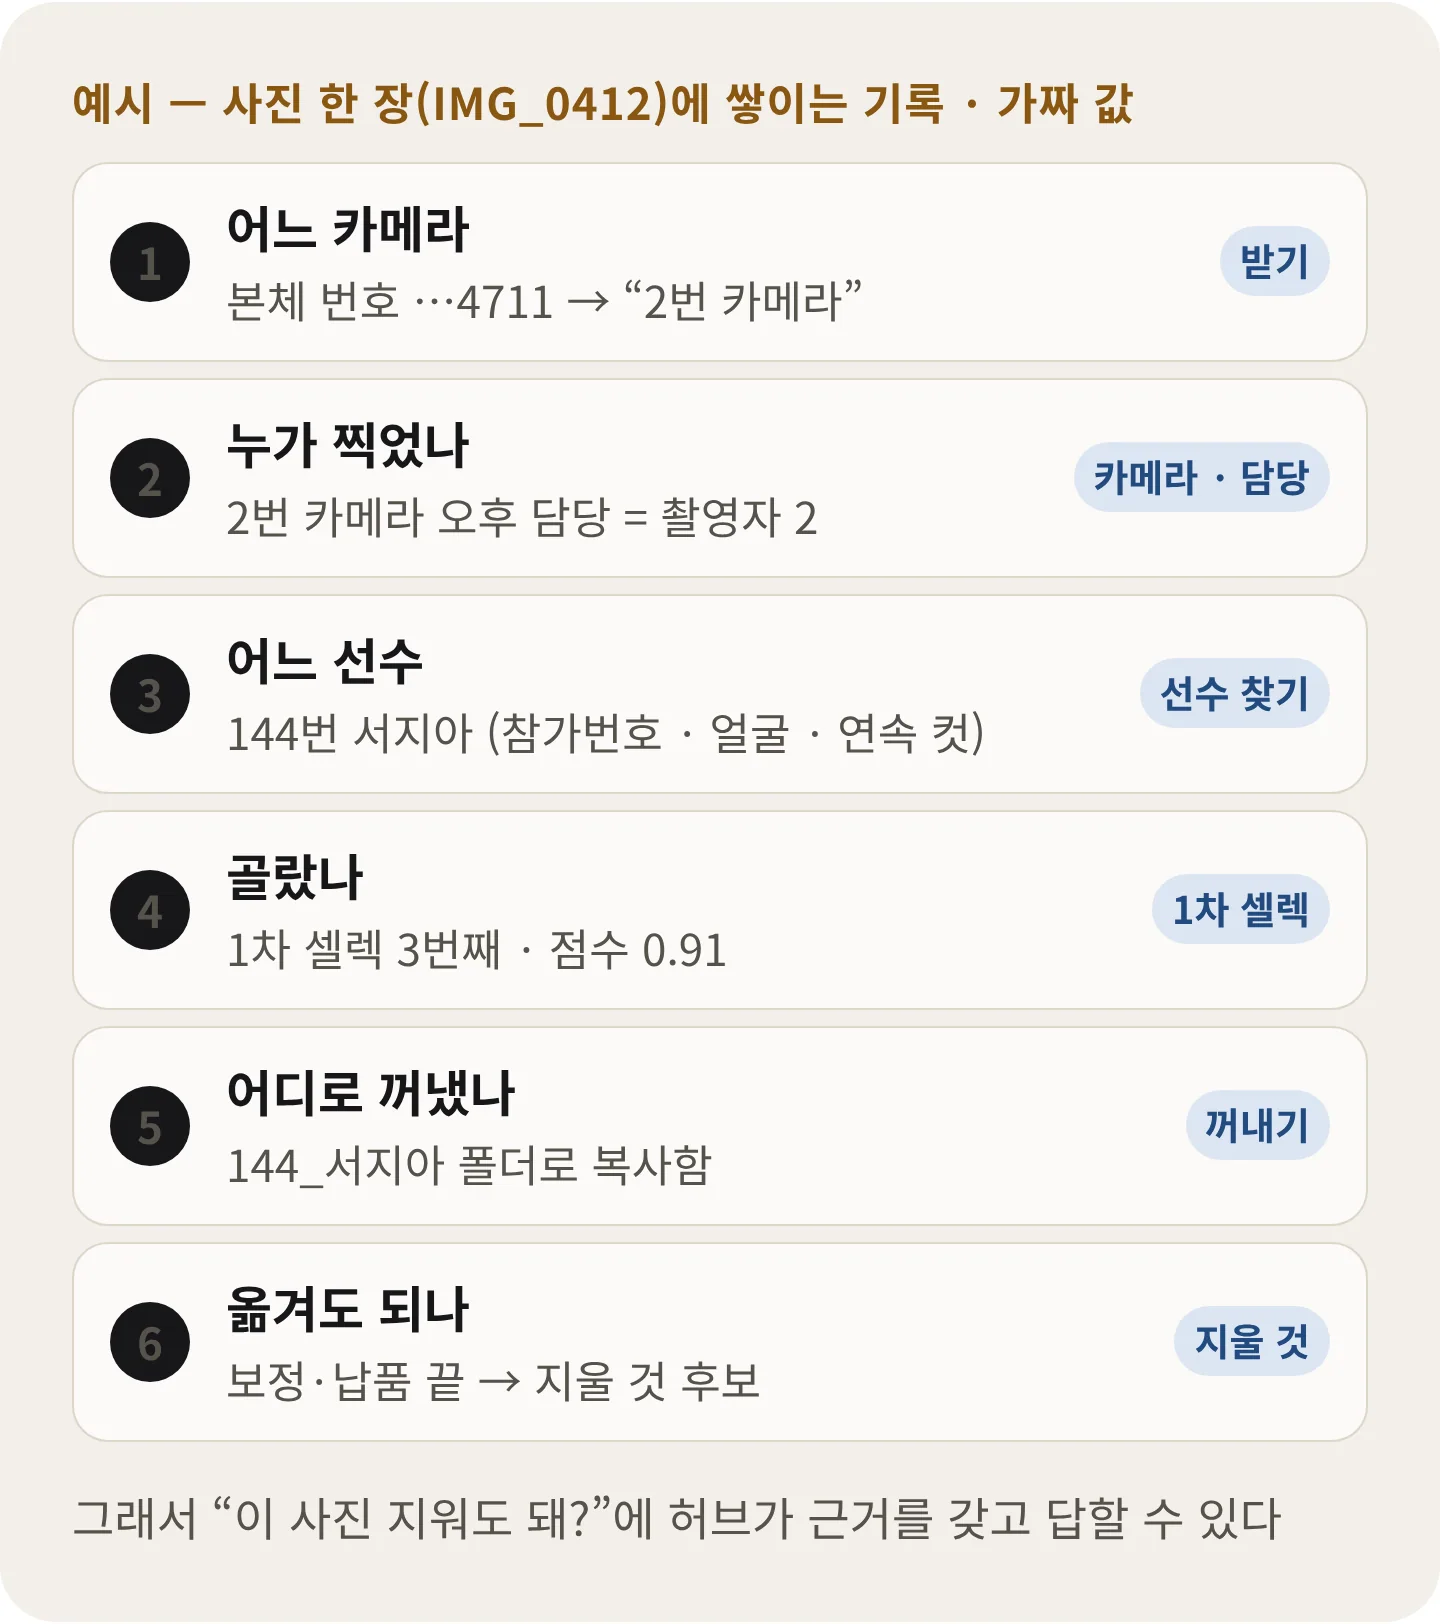 예시 — 사진 한 장(IMG_0412)에 쌓이는 기록 · 가짜 값
1
어느 카메라
본체 번호 …4711 → “2번 카메라”
받기
2
누가 찍었나
2번 카메라 오후 담당 = 촬영자 2
카메라 · 담당
3
어느 선수
144번 서지아 (참가번호 · 얼굴 · 연속 컷)
선수 찾기
4
골랐나
1차 셀렉 3번째 · 점수 0.91
1차 셀렉
5
어디로 꺼냈나
144_서지아 폴더로 복사함
꺼내기
6
옮겨도 되나
보정·납품 끝 → 지울 것 후보
지울 것
그래서 “이 사진 지워도 돼?”에 허브가 근거를 갖고 답할 수 있다